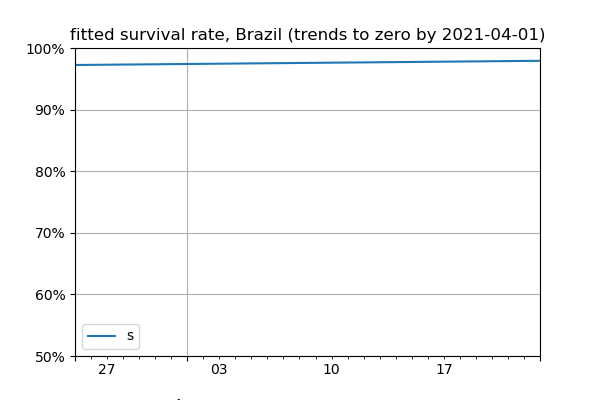 fitted survival rate, Brazil (trends to zero by 2021-04-01)
100%
90%
80%
70%
60%
50%
s
27 03 10 17